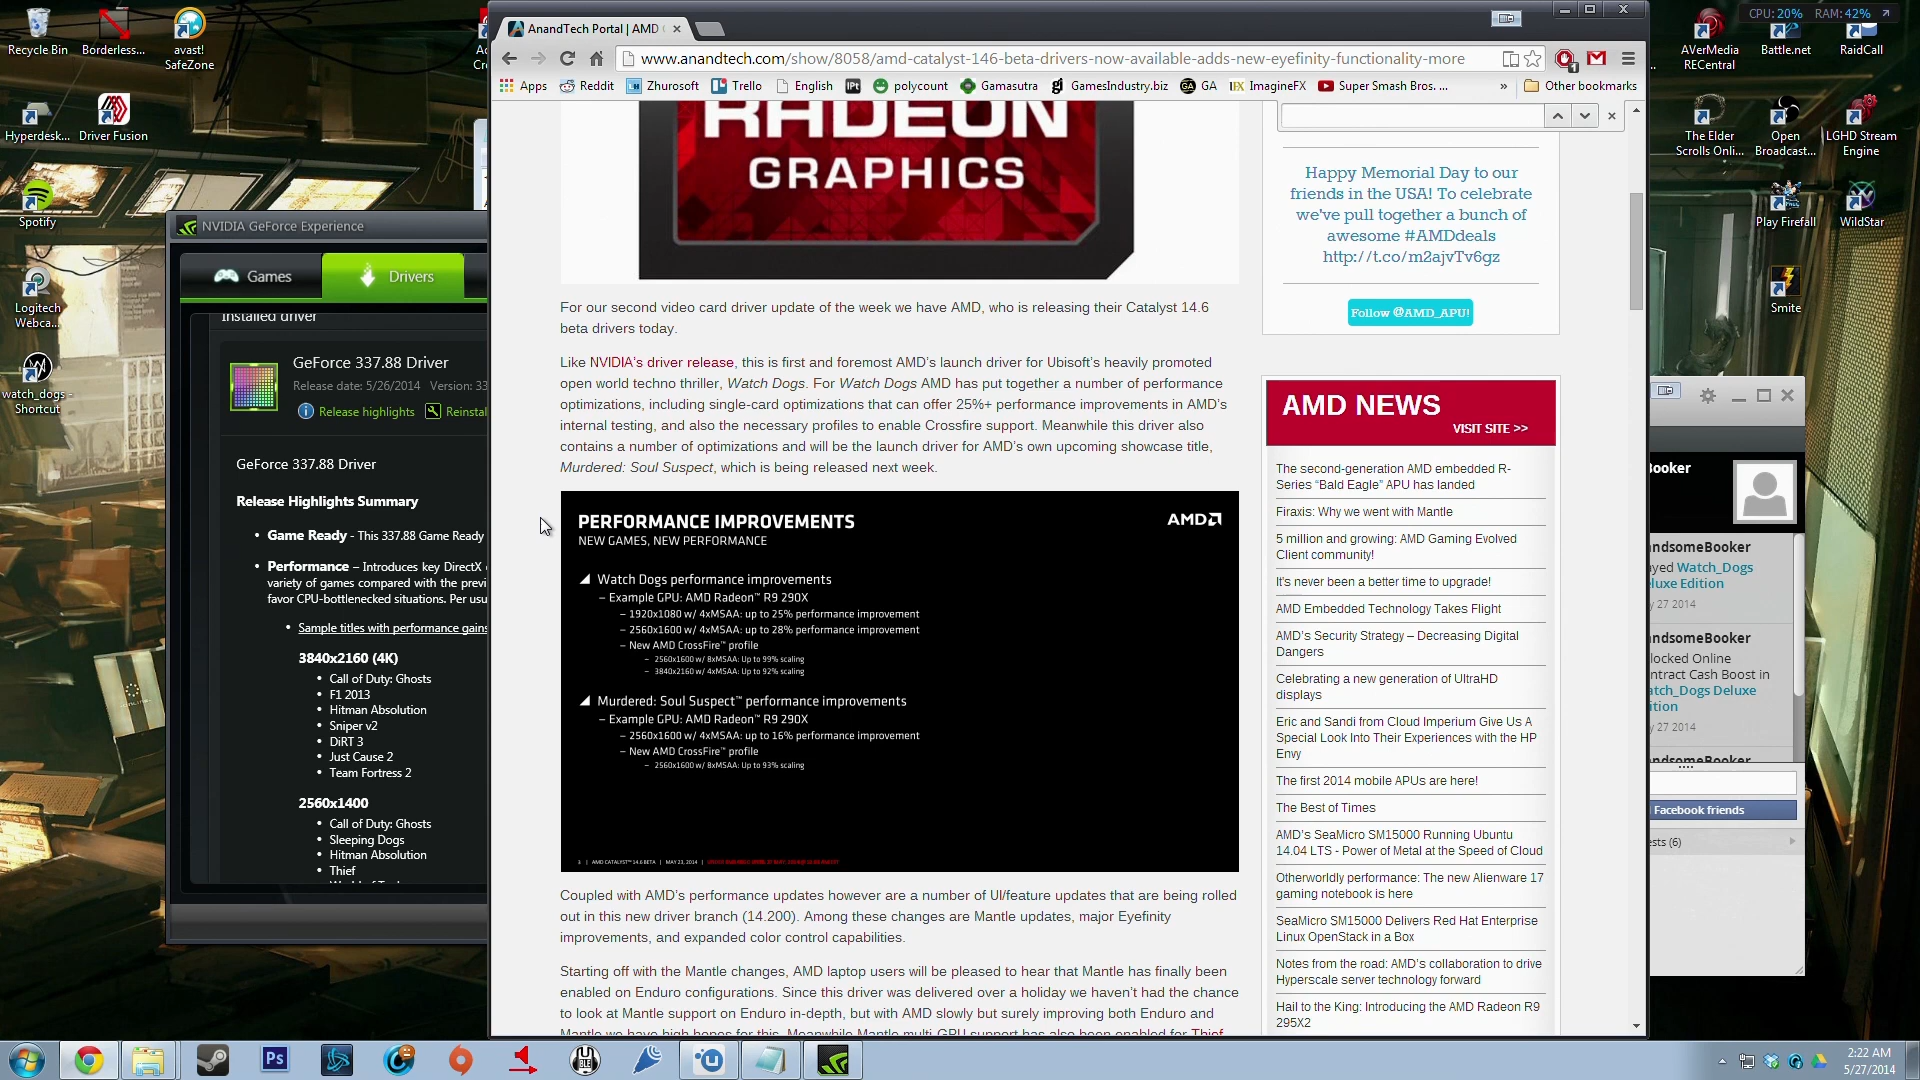 Recycle Bin
Borderless...
avast!
SafeZone
Hyperdesk...
Driver Fusion
Spotify
Logitech
Webca...
watch_dogs -
Shortcut
NVIDIA GeForce Experience
Games
Drivers
Installed driver
GeForce 337.88 Driver
Release date: 5/26/2014 Version: 33
Release highlights
Reinstal
GeForce 337.88 Driver
Release Highlights Summary
• Game Ready - This 337.88 Game Ready
• Performance – Introduces key DirectX
variety of games compared with the previ
favor CPU-bottlenecked situations. Per usu
• Sample titles with performance gains
3840x2160 (4K)
• Call of Duty: Ghosts
• F1 2013
• Hitman Absolution
• Sniper v2
• DiRT 3
• Just Cause 2
• Team Fortress 2
2560x1400
• Call of Duty: Ghosts
• Sleeping Dogs
• Hitman Absolution
• Thief
AnandTech Portal | AMD
www.anandtech.com/show/8058/amd-catalyst-146-beta-drivers-now-available-adds-new-eyefinity-functionality-more
Apps
Reddit
Zhurosoft
Trello
English
IPt
polycount
Gamasutra
GamesIndustry.biz
GA
ImagineFX
Super Smash Bros. ...
»
Other bookmarks
RADEON
GRAPHICS
For our second video card driver update of the week we have AMD, who is releasing their Catalyst 14.6
beta drivers today.
Like NVIDIA's driver release, this is first and foremost AMD's launch driver for Ubisoft's heavily promoted
open world techno thriller, Watch Dogs. For Watch Dogs AMD has put together a number of performance
optimizations, including single-card optimizations that can offer 25%+ performance improvements in AMD's
internal testing, and also the necessary profiles to enable Crossfire support. Meanwhile this driver also
contains a number of optimizations and will be the launch driver for AMD's own upcoming showcase title,
Murdered: Soul Suspect, which is being released next week.
PERFORMANCE IMPROVEMENTS
AMD
NEW GAMES, NEW PERFORMANCE
Watch Dogs performance improvements
– Example GPU: AMD Radeon™ R9 290X
– 1920x1080 w/ 4xMSAA: up to 25% performance improvement
– 2560x1600 w/ 4xMSAA: up to 28% performance improvement
– New AMD CrossFire™ profile
– 2560x1600 w/ 8xMSAA: Up to 99% scaling
– 3840x2160 w/ 4xMSAA: Up to 92% scaling
Murdered: Soul Suspect™ performance improvements
– Example GPU: AMD Radeon™ R9 290X
– 2560x1600 w/ 4xMSAA: up to 16% performance improvement
– New AMD CrossFire™ profile
– 2560x1600 w/ 8xMSAA: Up to 93% scaling
3 | AMD CATALYST™ 14.6 BETA | MAY 23, 2014 |
Coupled with AMD's performance updates however are a number of UI/feature updates that are being rolled
out in this new driver branch (14.200). Among these changes are Mantle updates, major Eyefinity
improvements, and expanded color control capabilities.
Starting off with the Mantle changes, AMD laptop users will be pleased to hear that Mantle has finally been
enabled on Enduro configurations. Since this driver was delivered over a holiday we haven't had the chance
to look at Mantle support on Enduro in-depth, but with AMD slowly but surely improving both Enduro and
Mantle we have high hopes for this. Meanwhile Mantle multi-GPU support has also been enabled for Thief
Happy Memorial Day to our
friends in the USA! To celebrate
we've pull together a bunch of
awesome #AMDdeals
http://t.co/m2ajvTv6gz
Follow @AMD_APU!
AMD NEWS
VISIT SITE >>
The second-generation AMD embedded R-
Series “Bald Eagle” APU has landed
Firaxis: Why we went with Mantle
5 million and growing: AMD Gaming Evolved
Client community!
It's never been a better time to upgrade!
AMD Embedded Technology Takes Flight
AMD's Security Strategy – Decreasing Digital
Dangers
Celebrating a new generation of UltraHD
displays
Eric and Sandi from Cloud Imperium Give Us A
Special Look Into Their Experiences with the HP
Envy
The first 2014 mobile APUs are here!
The Best of Times
AMD's SeaMicro SM15000 Running Ubuntu
14.04 LTS - Power of Metal at the Speed of Cloud
Otherworldly performance: The new Alienware 17
gaming notebook is here
SeaMicro SM15000 Delivers Red Hat Enterprise
Linux OpenStack in a Box
Notes from the road: AMD's collaboration to drive
Hyperscale server technology forward
Hail to the King: Introducing the AMD Radeon R9
295X2
CPU: 20% RAM: 42%
AVerMedia
RECentral
Battle.net
RaidCall
The Elder
Scrolls Onli...
Open
Broadcast...
LGHD Stream
Engine
Play Firefall
WildStar
Smite
Booker
ndsomeBooker
ayed Watch_Dogs
eluxe Edition
y 27 2014
ndsomeBooker
locked Online
ntract Cash Boost in
atch_Dogs Deluxe
ition
y 27 2014
ndsomeBooker
Facebook friends
ests (6)
Ps
2:22 AM
5/27/2014